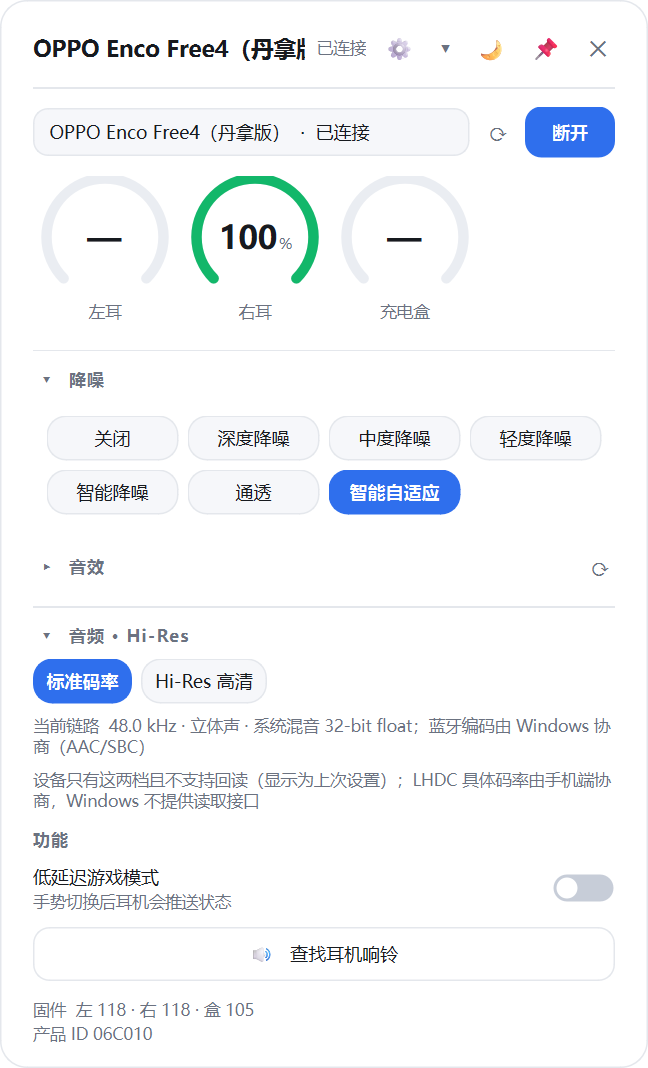 OPPO Enco Free4（丹拿版 已连接
OPPO Enco Free4（丹拿版） · 已连接 断开
— 100% —
左耳 右耳 充电盒
降噪
关闭 深度降噪 中度降噪 轻度降噪
智能降噪 通透 智能自适应
音效
音频 • Hi-Res
标准码率 Hi-Res 高清
当前链路 48.0 kHz · 立体声 · 系统混音 32-bit float；蓝牙编码由 Windows 协
商（AAC/SBC）
设备只有这两档且不支持回读（显示为上次设置）；LHDC 具体码率由手机端协
商，Windows 不提供读取接口
功能
低延迟游戏模式
手势切换后耳机会推送状态
查找耳机响铃
固件 左 118 · 右 118 · 盒 105
产品 ID 06C010